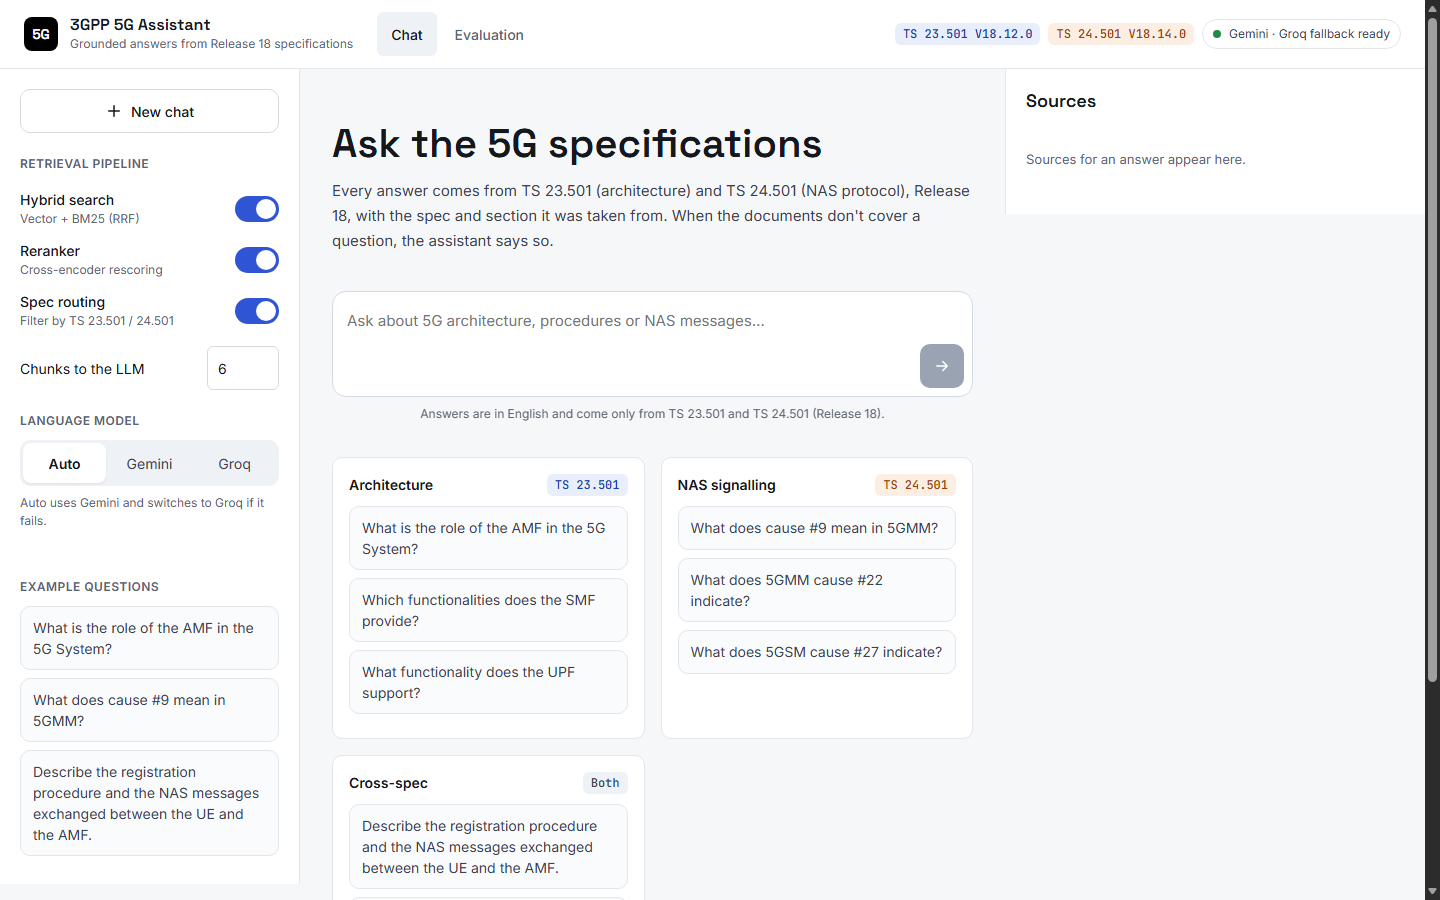 5G
3GPP 5G Assistant
Grounded answers from Release 18 specifications
Chat
Evaluation
TS 23.501 V18.12.0
TS 24.501 V18.14.0
Gemini · Groq fallback ready
+ New chat
RETRIEVAL PIPELINE
Hybrid search
Vector + BM25 (RRF)
Reranker
Cross-encoder rescoring
Spec routing
Filter by TS 23.501 / 24.501
Chunks to the LLM
6
LANGUAGE MODEL
Auto
Gemini
Groq
Auto uses Gemini and switches to Groq if it
fails.
EXAMPLE QUESTIONS
What is the role of the AMF in the
5G System?
What does cause #9 mean in
5GMM?
Describe the registration
procedure and the NAS messages
exchanged between the UE and
the AMF.
Ask the 5G specifications
Every answer comes from TS 23.501 (architecture) and TS 24.501 (NAS protocol), Release
18, with the spec and section it was taken from. When the documents don't cover a
question, the assistant says so.
Ask about 5G architecture, procedures or NAS messages...
→
Answers are in English and come only from TS 23.501 and TS 24.501 (Release 18).
Architecture
TS 23.501
What is the role of the AMF in the 5G
System?
Which functionalities does the SMF
provide?
What functionality does the UPF
support?
NAS signalling
TS 24.501
What does cause #9 mean in 5GMM?
What does 5GMM cause #22
indicate?
What does 5GSM cause #27 indicate?
Cross-spec
Both
Describe the registration procedure
and the NAS messages exchanged
between the UE and the AMF.
Sources
Sources for an answer appear here.